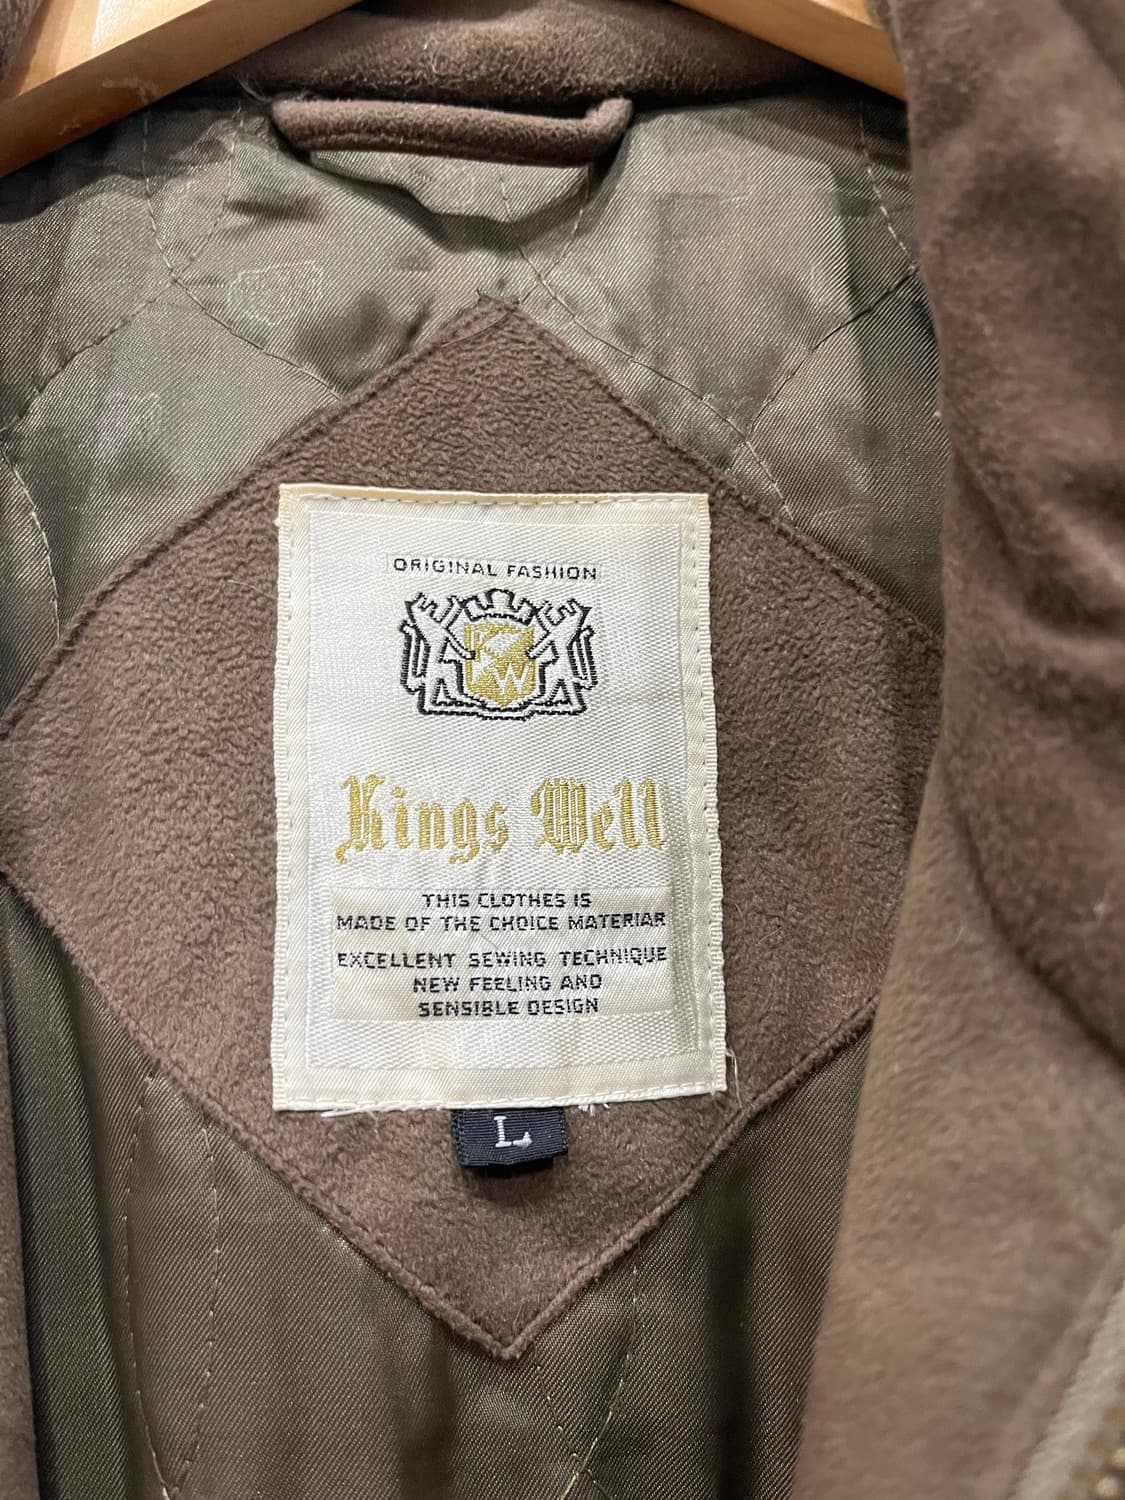 ORIGINAL FASHION
KW
Kings Well
THIS CLOTHES IS
MADE OF THE CHOICE MATERIAR
EXCELLENT SEWING TECHNIQUE
NEW FEELING AND
SENSIBLE DESIGN
L